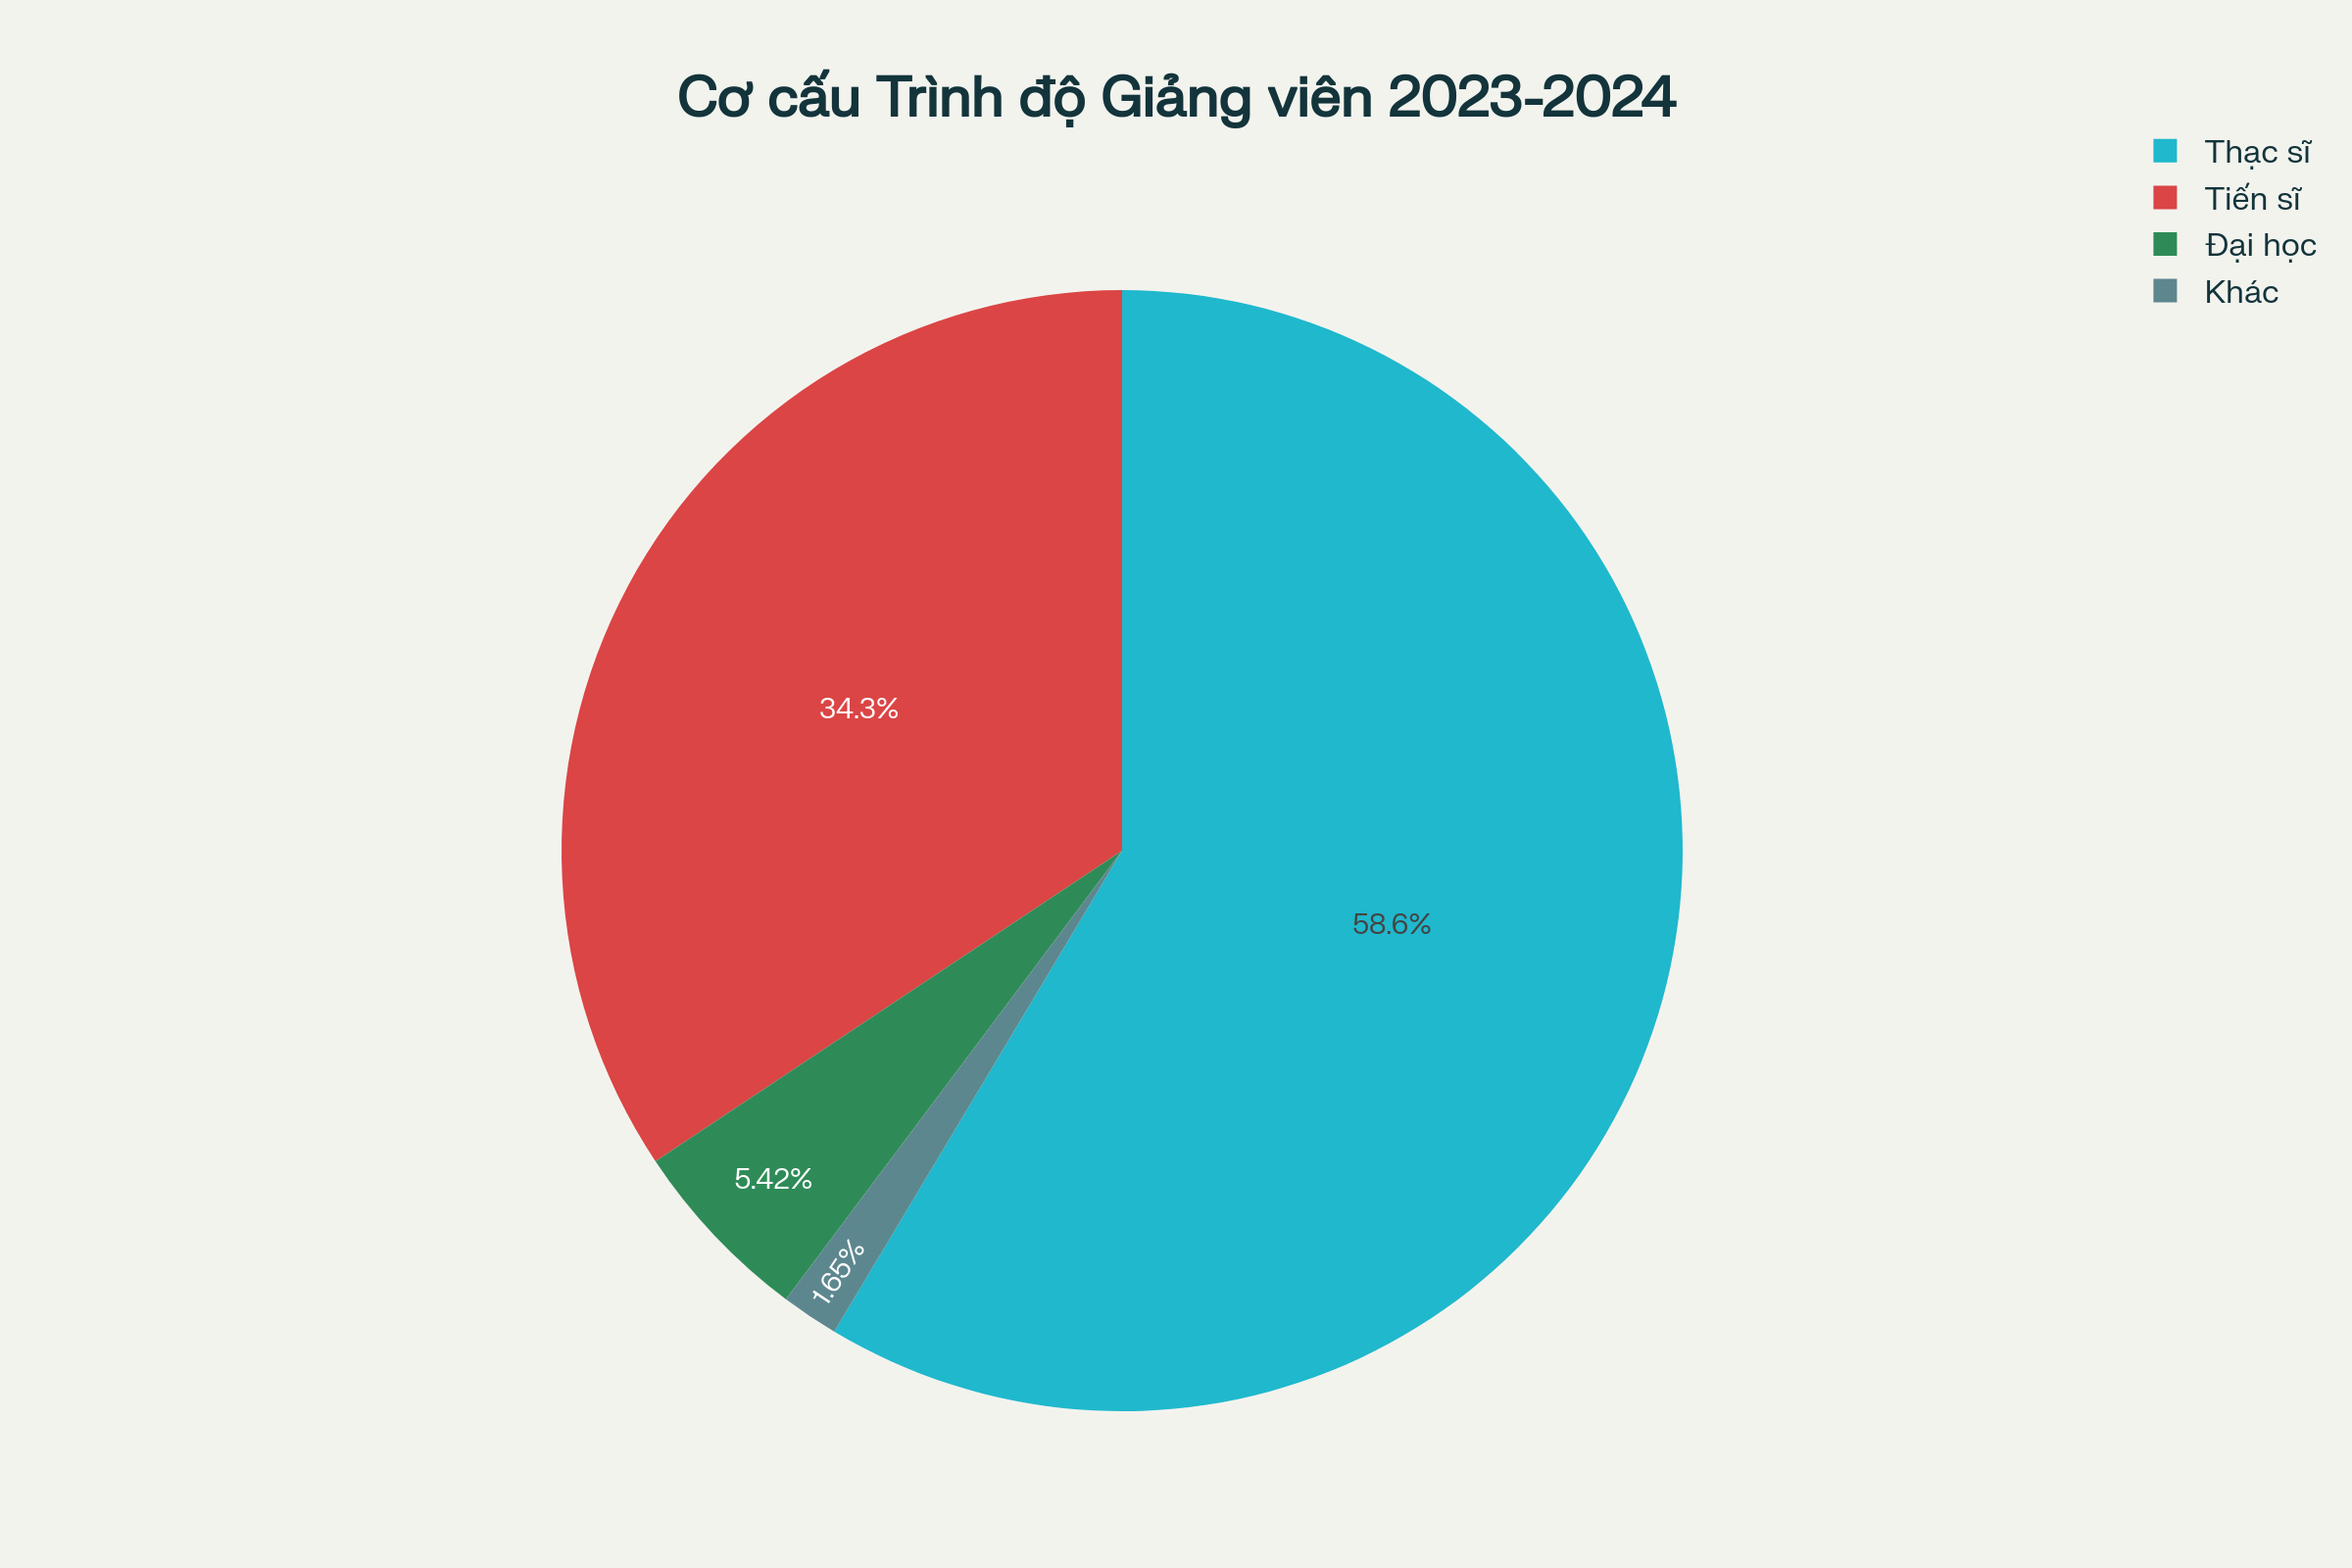 Cơ cấu Trình độ Giảng viên 2023-2024
Thạc sĩ
Tiến sĩ
Đại học
Khác
34.3%
58.6%
5.42%
1.65%